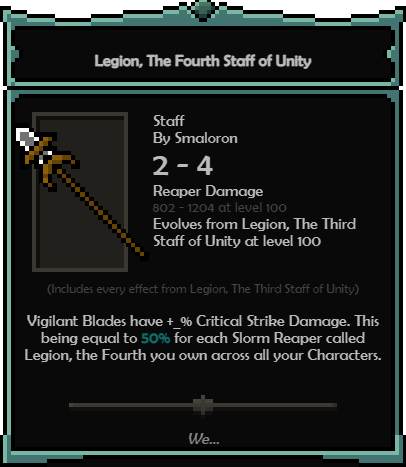 Legion, The Fourth Staff of Unity
Staff
By Smaloron
2 - 4
Reaper Damage
802 - 1204 at level 100
Evolves from Legion, The Third
Staff of Unity at level 100
(Includes every effect from Legion, The Third Staff of Unity)
Vigilant Blades have +_% Critical Strike Damage. This
being equal to 50% for each Slorm Reaper called
Legion, the Fourth you own across all your Characters.
We...